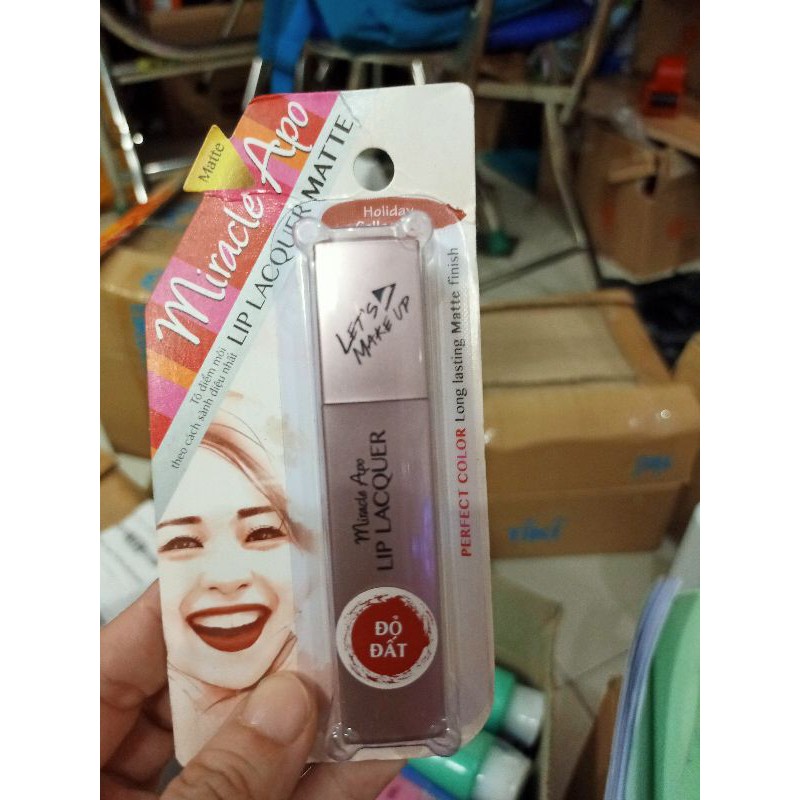 Matte
Miracle Apo
LIP LACQUER MATTE
Tô điểm môi
theo cách sành điệu nhất
Holiday
LET'S
MAKE UP
Miracle Apo
LIP LACQUER
ĐỎ
ĐẤT
PERFECT COLOR Long lasting Matte finish